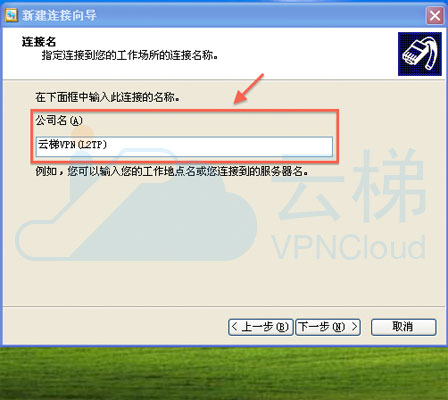 新建连接向导
连接名
指定连接到您的工作场所的连接名称。
在下面框中输入此连接的名称。
公司名(A)
云梯VPN(L2TP)
例如，您可以输入您的工作地点名或您连接到的服务器名。
云梯
VPNCloud
< 上一步(B) 下一步(N) > 取消